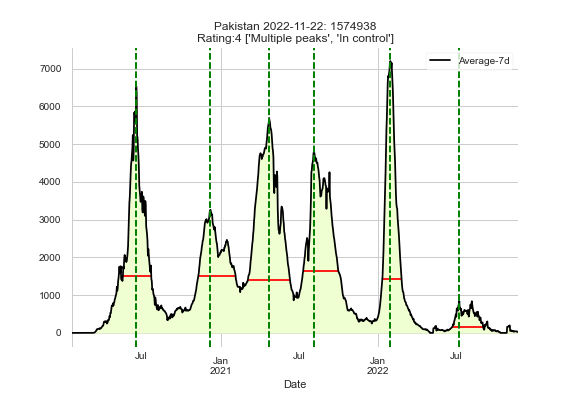 Pakistan 2022-11-22: 1574938
Rating:4 ['Multiple peaks', 'In control']
Average-7d
7000
6000
5000
4000
3000
2000
1000
0
Jul
Jan
2021
Jul
Jan
2022
Jul
Date